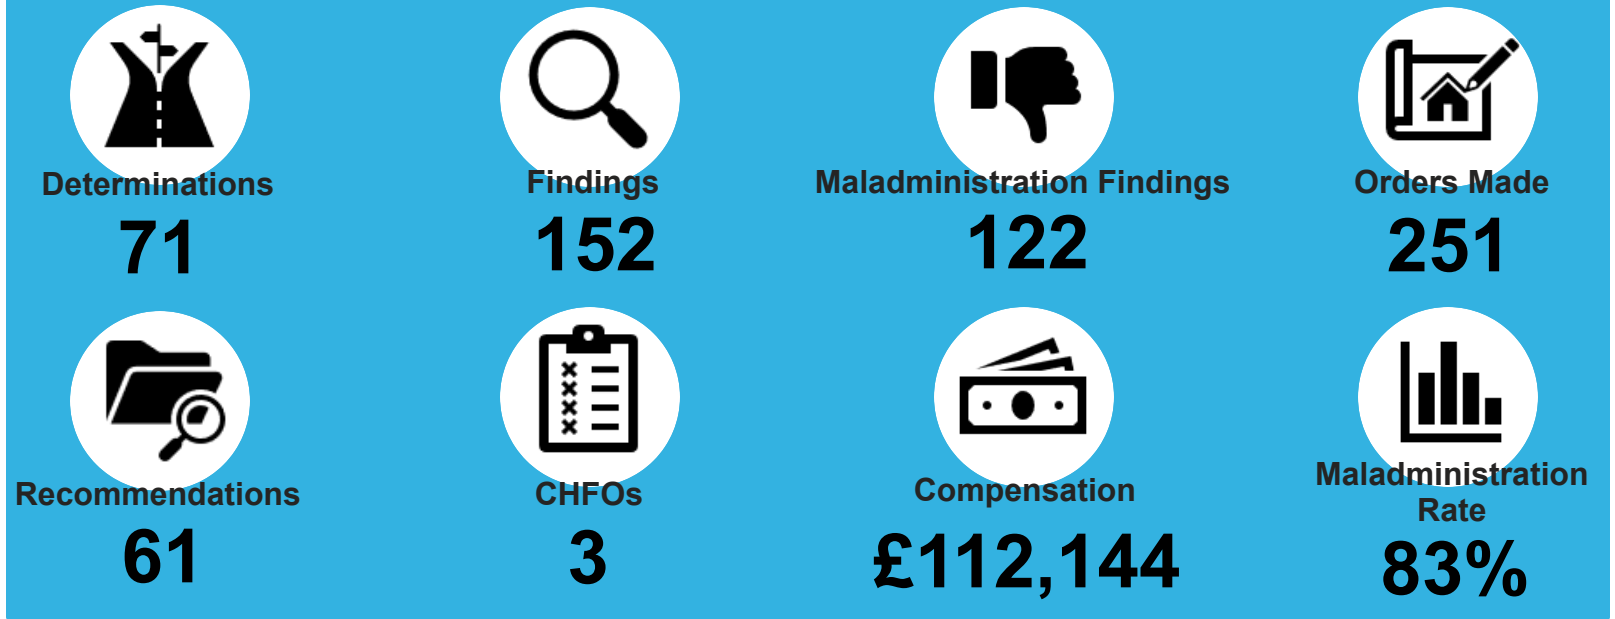 Determinations
71
Findings
152
Maladministration Findings
122
Orders Made
251
Recommendations
61
CHFOs
3
Compensation
£112,144
Maladministration
Rate
83%